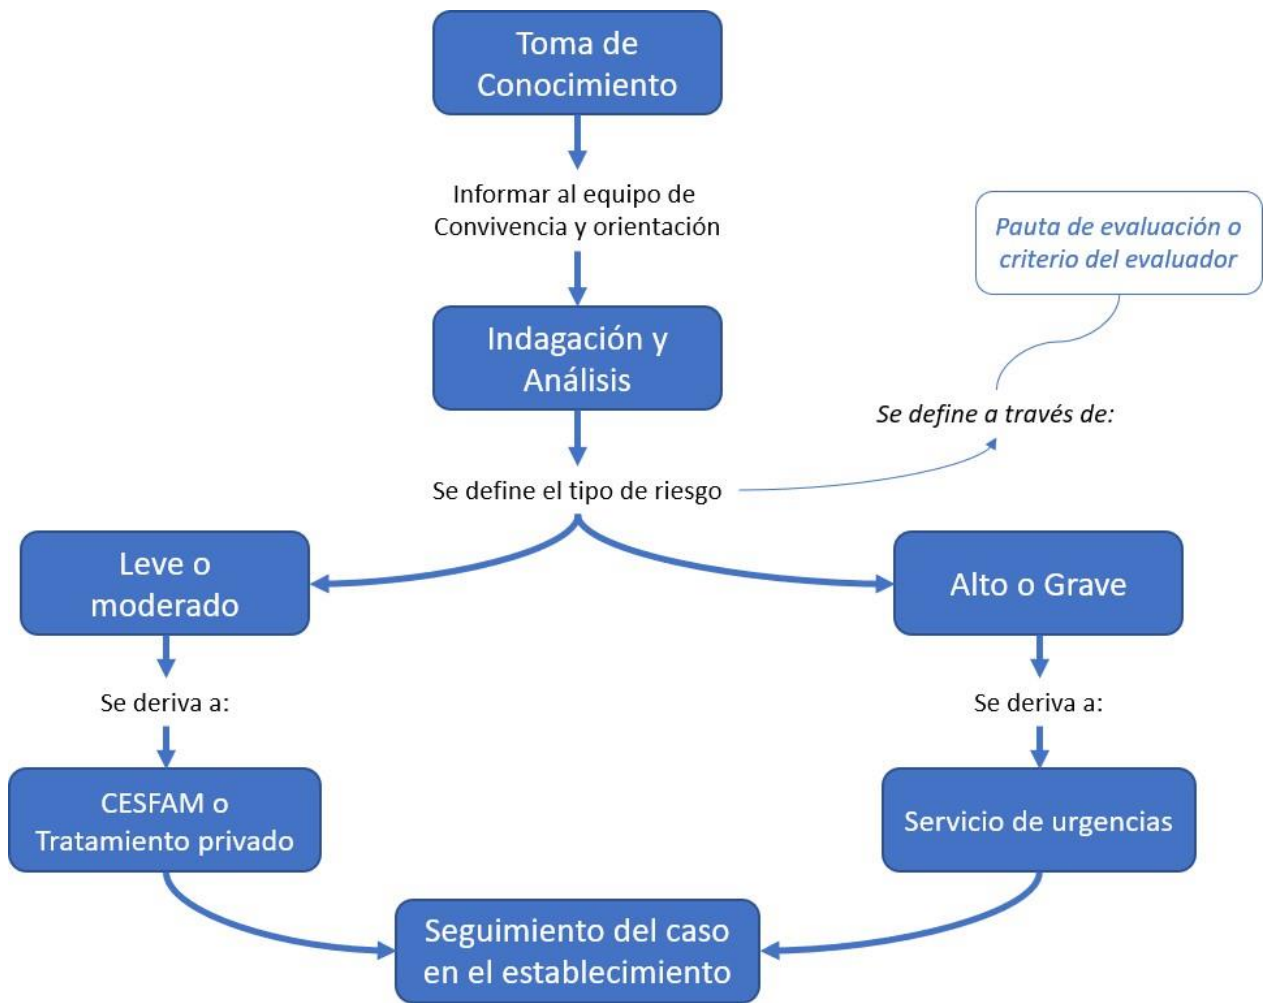 Toma de
Conocimiento
Informar al equipo de
Convivencia y orientación
Pauta de evaluación o
criterio del evaluador
Indagación y
Análisis
Se define a través de:
Se define el tipo de riesgo
Leve o
moderado
Alto o Grave
Se deriva a:
Se deriva a:
CESFAM o
Tratamiento privado
Servicio de urgencias
Seguimiento del caso
en el establecimiento